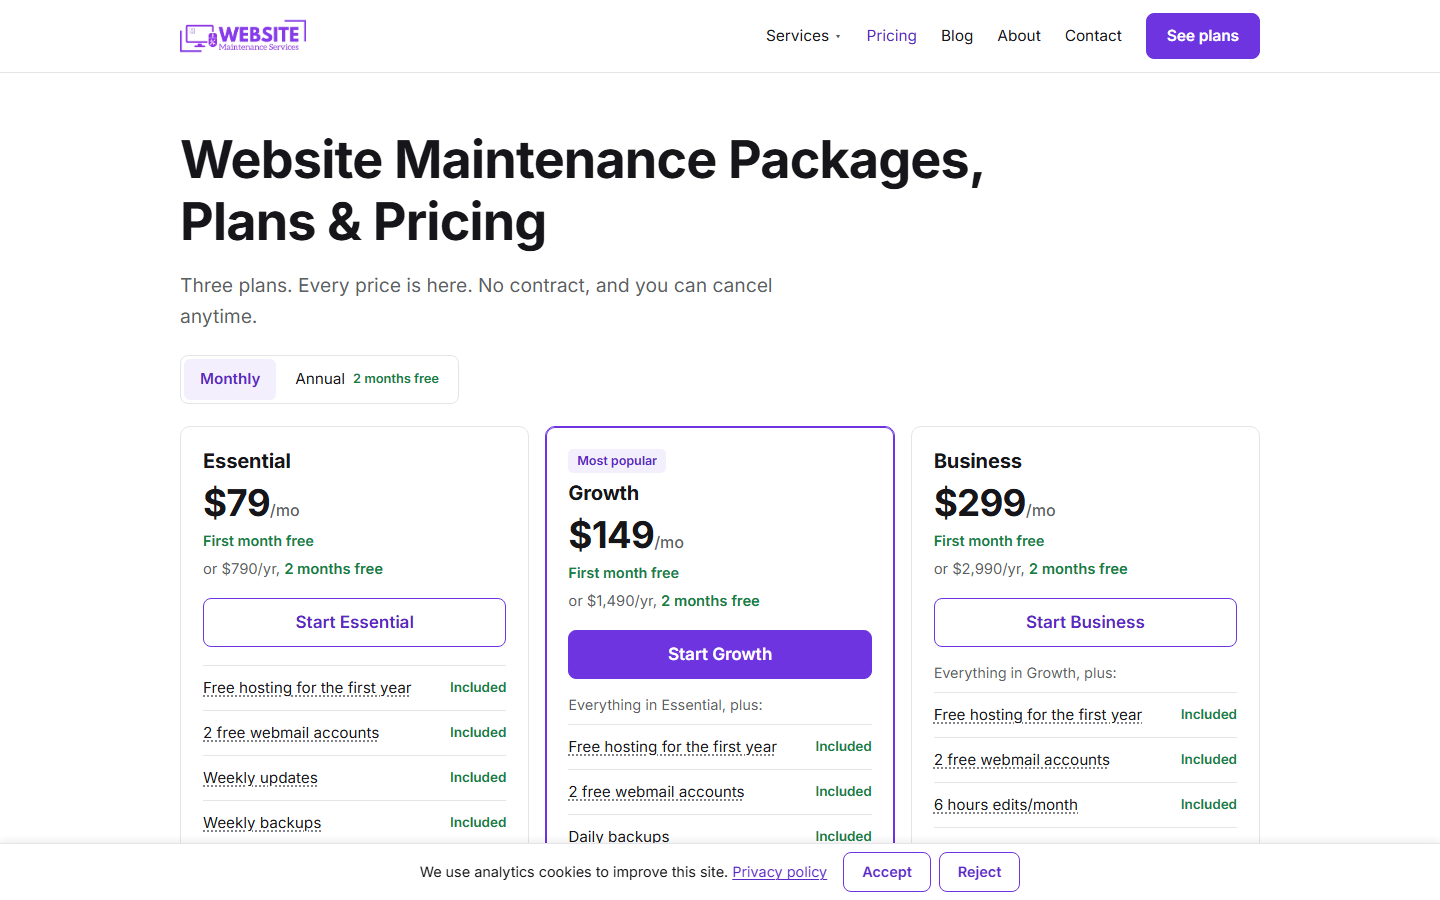 WEBSITE
Maintenance Services
Services
Pricing
Blog
About
Contact
See plans
Website Maintenance Packages,
Plans & Pricing
Three plans. Every price is here. No contract, and you can cancel
anytime.
Monthly
Annual 2 months free
Essential
$79/mo
First month free
or $790/yr, 2 months free
Start Essential
Free hosting for the first year Included
2 free webmail accounts Included
Weekly updates Included
Weekly backups Included
Most popular
Growth
$149/mo
First month free
or $1,490/yr, 2 months free
Start Growth
Everything in Essential, plus:
Free hosting for the first year Included
2 free webmail accounts Included
Daily backups Included
Business
$299/mo
First month free
or $2,990/yr, 2 months free
Start Business
Everything in Growth, plus:
Free hosting for the first year Included
2 free webmail accounts Included
6 hours edits/month Included
We use analytics cookies to improve this site. Privacy policy
Accept
Reject